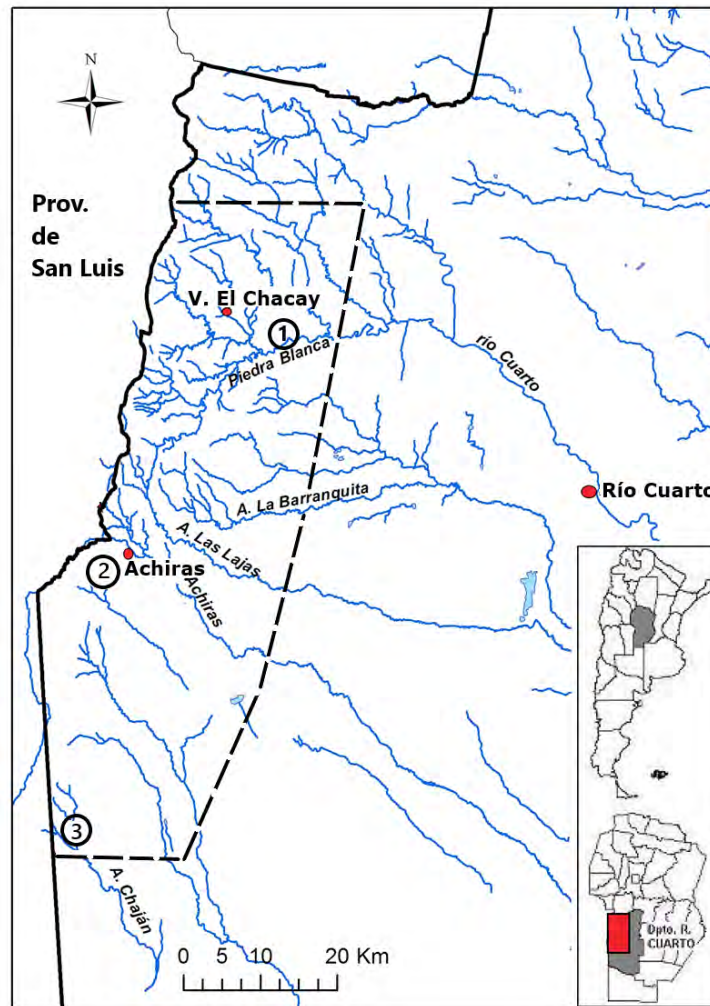 N
Prov.
de
San Luis
V. El Chacay
1
Piedra Blanca
río Cuarto
Río Cuarto
A. La Barranquita
A. Las Lajas
2
Achiras
Achiras
3
A. Chaján
0 5 10 20 Km
Dpto. R.
CUARTO